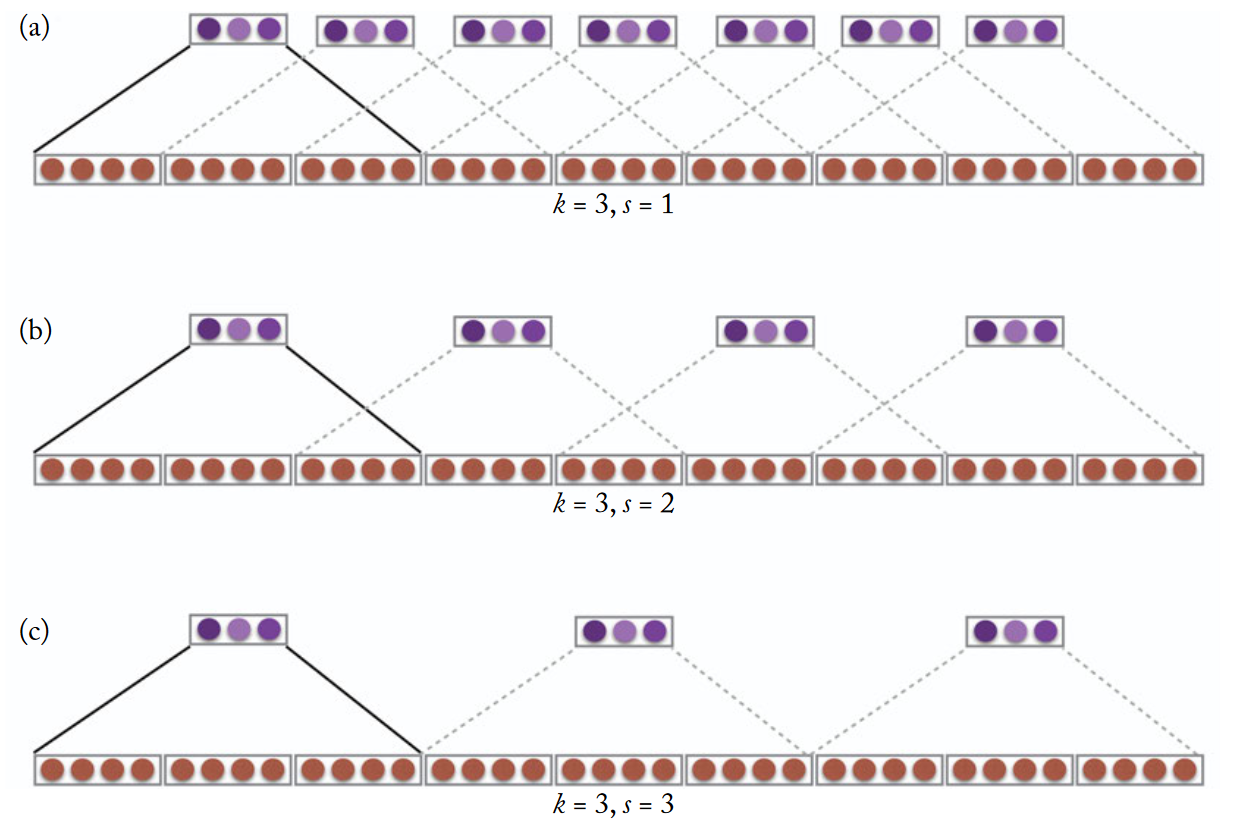 (a)
k = 3, s = 1
(b)
k = 3, s = 2
(c)
k = 3, s = 3